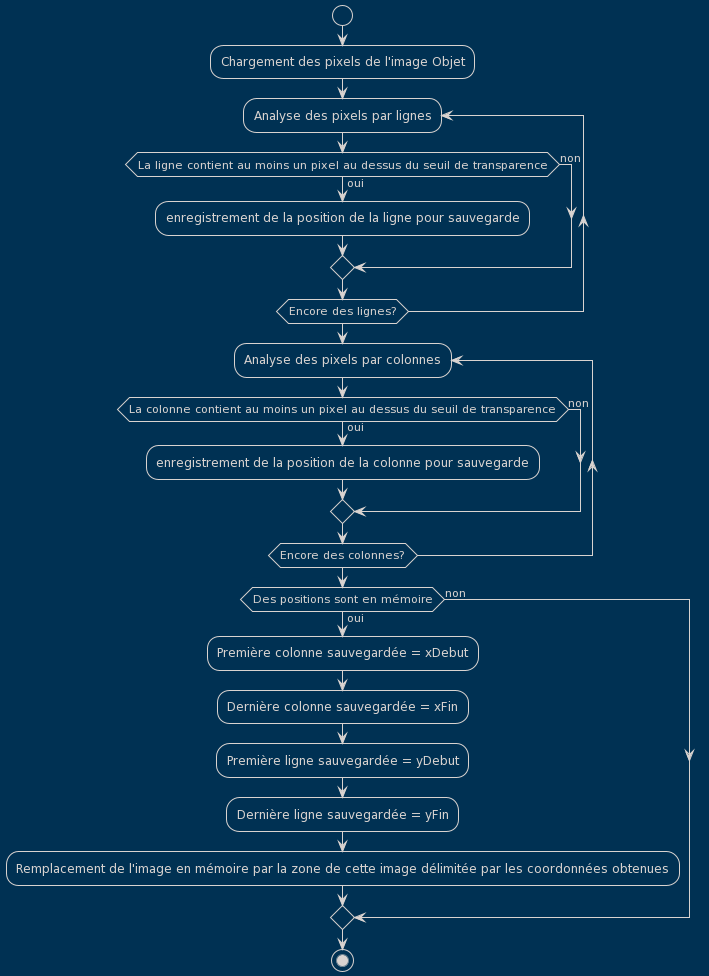 Chargement des pixels de l'image Objet
Analyse des pixels par lignes
La ligne contient au moins un pixel au dessus du seuil de transparence
non
oui
enregistrement de la position de la ligne pour sauvegarde
Encore des lignes?
Analyse des pixels par colonnes
La colonne contient au moins un pixel au dessus du seuil de transparence
non
oui
enregistrement de la position de la colonne pour sauvegarde
Encore des colonnes?
Des positions sont en mémoire
non
oui
Première colonne sauvegardée = xDebut
Dernière colonne sauvegardée = xFin
Première ligne sauvegardée = yDebut
Dernière ligne sauvegardée = yFin
Remplacement de l'image en mémoire par la zone de cette image délimitée par les coordonnées obtenues